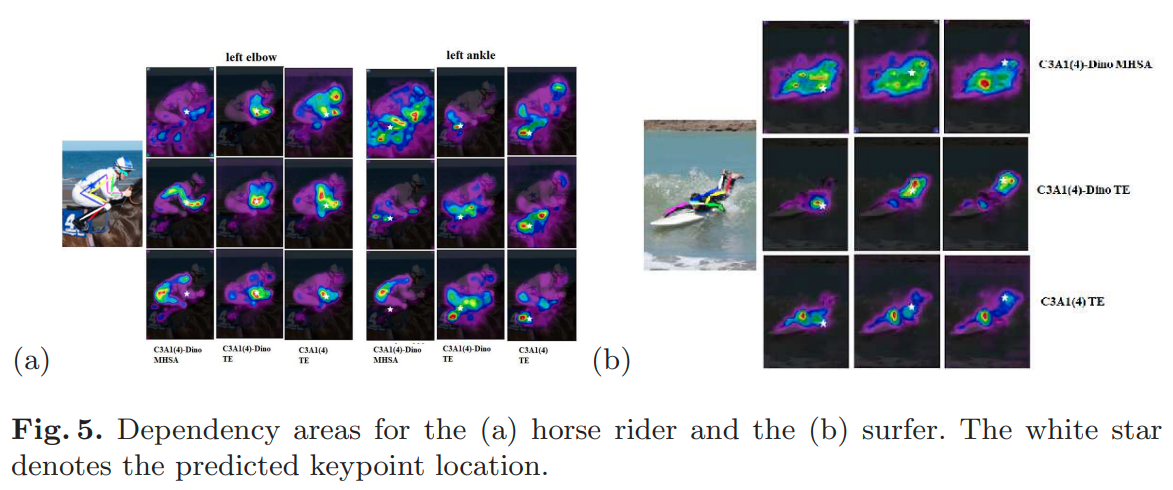 left elbow
left ankle
C3A1(4)-Dino MHSA
C3A1(4)-Dino TE
C3A1(4) TE
C3A1(4)-Dino
MHSA
C3A1(4)-Dino
TE
C3A1(4)
TE
C3A1(4)-Dino
MHSA
C3A1(4)-Dino
TE
C3A1(4)
TE
(a)
(b)
Fig. 5. Dependency areas for the (a) horse rider and the (b) surfer. The white star
denotes the predicted keypoint location.